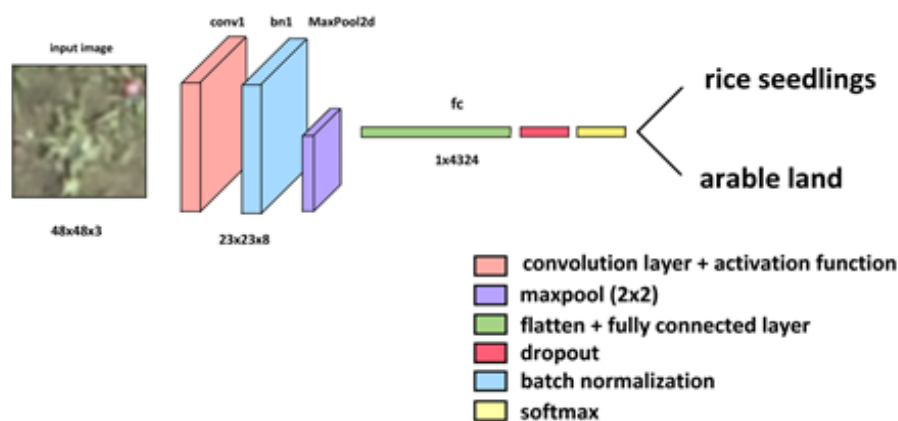 conv1 bn1 MaxPool2d
input image
fc
rice seedlings
1x4324
arable land
48x48x3
23x23x8
convolution layer + activation function
maxpool (2x2)
flatten + fully connected layer
dropout
batch normalization
softmax